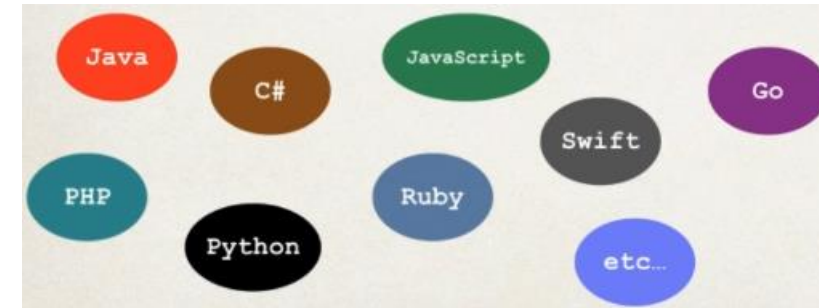 Java
C#
JavaScript
Go
Swift
PHP
Ruby
Python
etc…